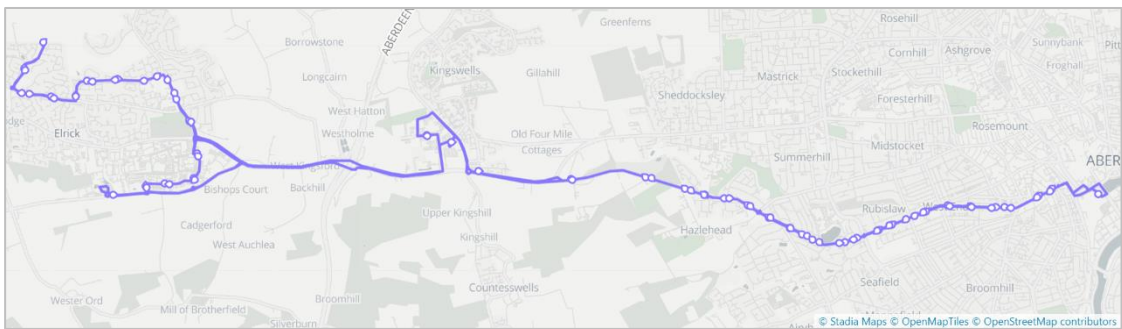 Greenferns
Rosehill
ABERDEEN
Borrowstone
Cornhill
Ashgrove
Sunnybank
Pitt
Froghall
Longcairn
Kingswells
Gillahill
Mastrick
Stockethill
Sheddocksley
Foresterhill
West Hatton
Elrick
Westholme
Old Four Mile
Cottages
Rosemount
Midstocket
Summerhill
ABER
Bishops Court
Backhill
Cadgerford
Upper Kingshill
Rubislaw
West Auchlea
Kingshill
Hazlehead
Seafield
Countesswells
Broomhill
Wester Ord
Mill of Brotherfield
Broomhill
Silverburn
© Stadia Maps © OpenMapTiles © OpenStreetMap contributors